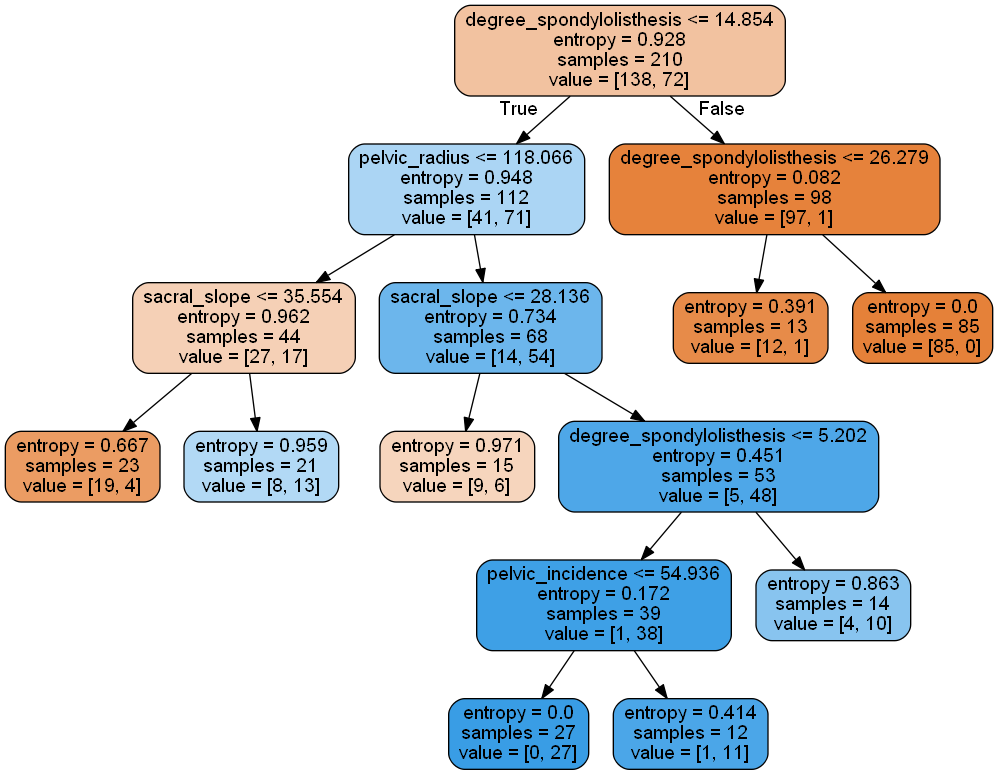 degree_spondylolisthesis <= 14.854
entropy = 0.928
samples = 210
value = [138, 72]
True
False
pelvic_radius <= 118.066
entropy = 0.948
samples = 112
value = [41, 71]
degree_spondylolisthesis <= 26.279
entropy = 0.082
samples = 98
value = [97, 1]
sacral_slope <= 35.554
entropy = 0.962
samples = 44
value = [27, 17]
sacral_slope <= 28.136
entropy = 0.734
samples = 68
value = [14, 54]
entropy = 0.391
samples = 13
value = [12, 1]
entropy = 0.0
samples = 85
value = [85, 0]
entropy = 0.667
samples = 23
value = [19, 4]
entropy = 0.959
samples = 21
value = [8, 13]
entropy = 0.971
samples = 15
value = [9, 6]
degree_spondylolisthesis <= 5.202
entropy = 0.451
samples = 53
value = [5, 48]
pelvic_incidence <= 54.936
entropy = 0.172
samples = 39
value = [1, 38]
entropy = 0.863
samples = 14
value = [4, 10]
entropy = 0.0
samples = 27
value = [0, 27]
entropy = 0.414
samples = 12
value = [1, 11]